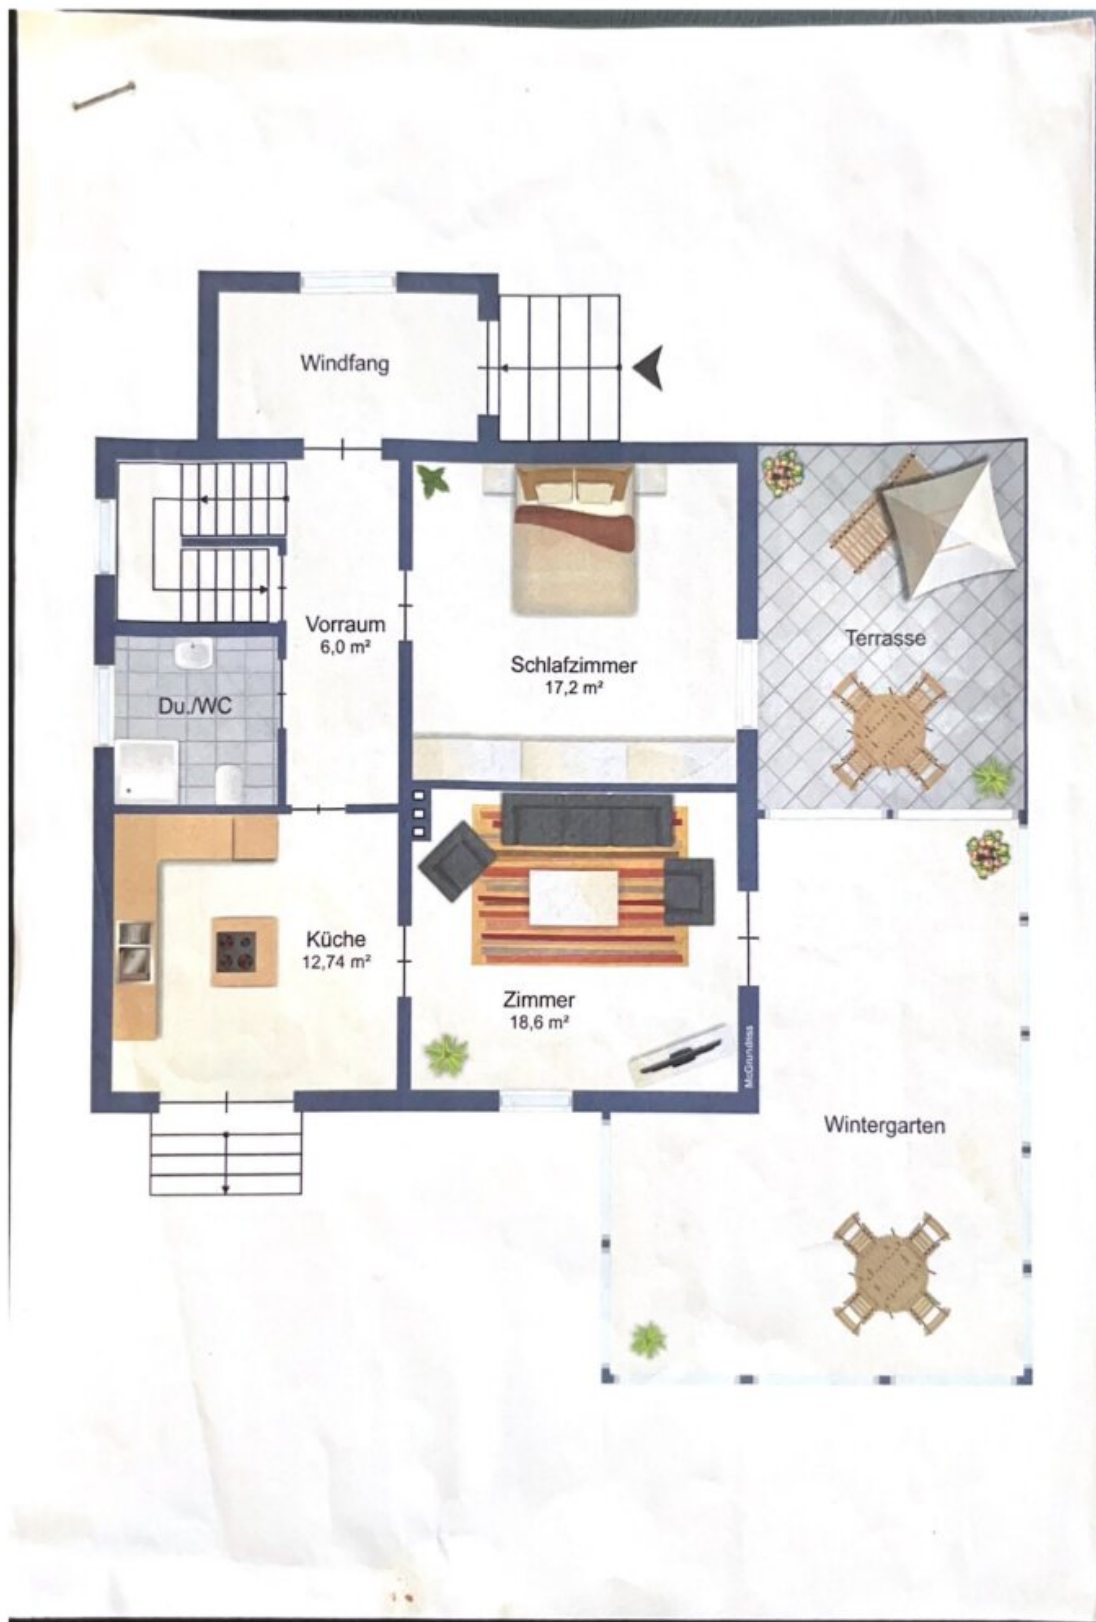 Windfang
Vorraum
6,0 m²
Schlafzimmer
17,2 m²
Terrasse
Du./WC
Küche
12,74 m²
Zimmer
18,6 m²
McGrundriss
Wintergarten